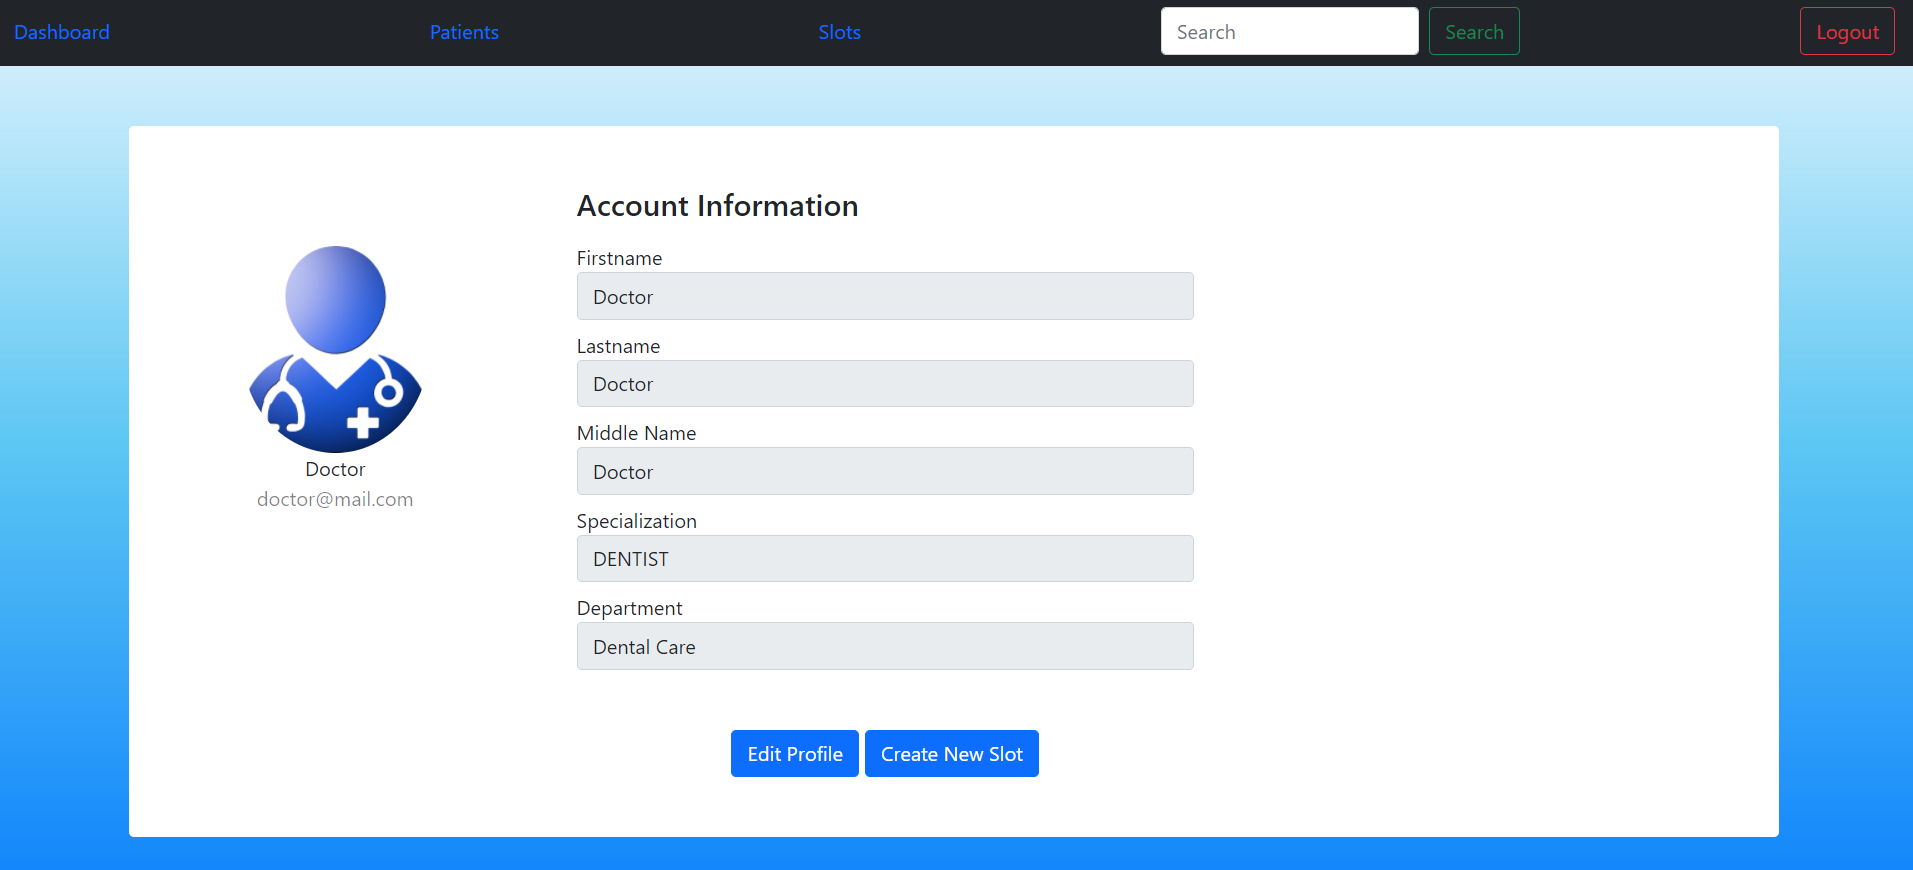 Dashboard Patients Slots Search Search Logout
Account Information
Firstname
Doctor
Lastname
Doctor
Middle Name
Doctor
Specialization
DENTIST
Department
Dental Care
Doctor
doctor@mail.com
Edit Profile Create New Slot